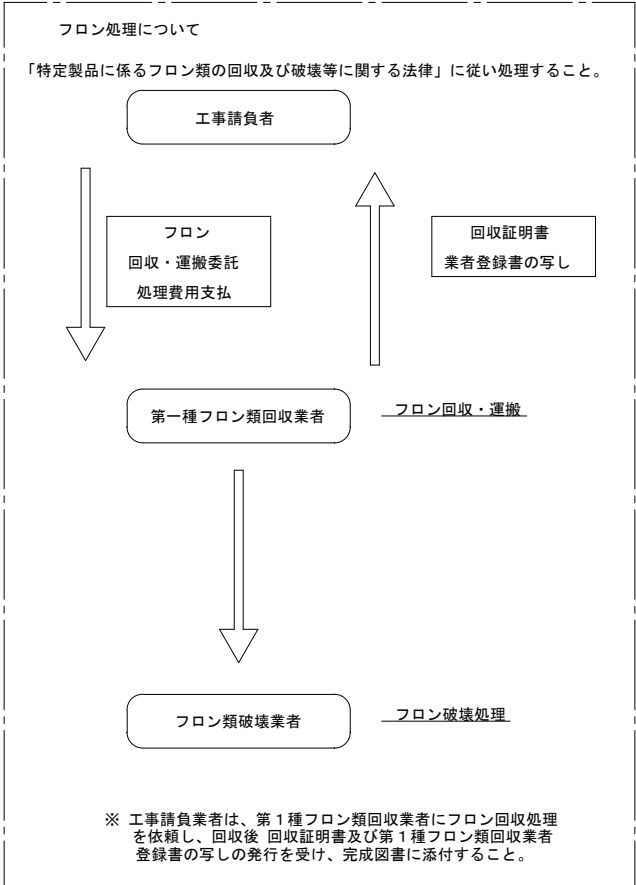 フロン処理について
「特定製品に係るフロン類の回収及び破壊等に関する法律」に従い処理すること。
工事請負者
フロン
回収・運搬委託
処理費用支払
回収証明書
業者登録書の写し
第一種フロン類回収業者
フロン回収・運搬
フロン類破壊業者
フロン破壊処理
※ 工事請負業者は、第１種フロン類回収業者にフロン回収処理
を依頼し、回収後 回収証明書及び第１種フロン類回収業者
登録書の写しの発行を受け、完成図書に添付すること。